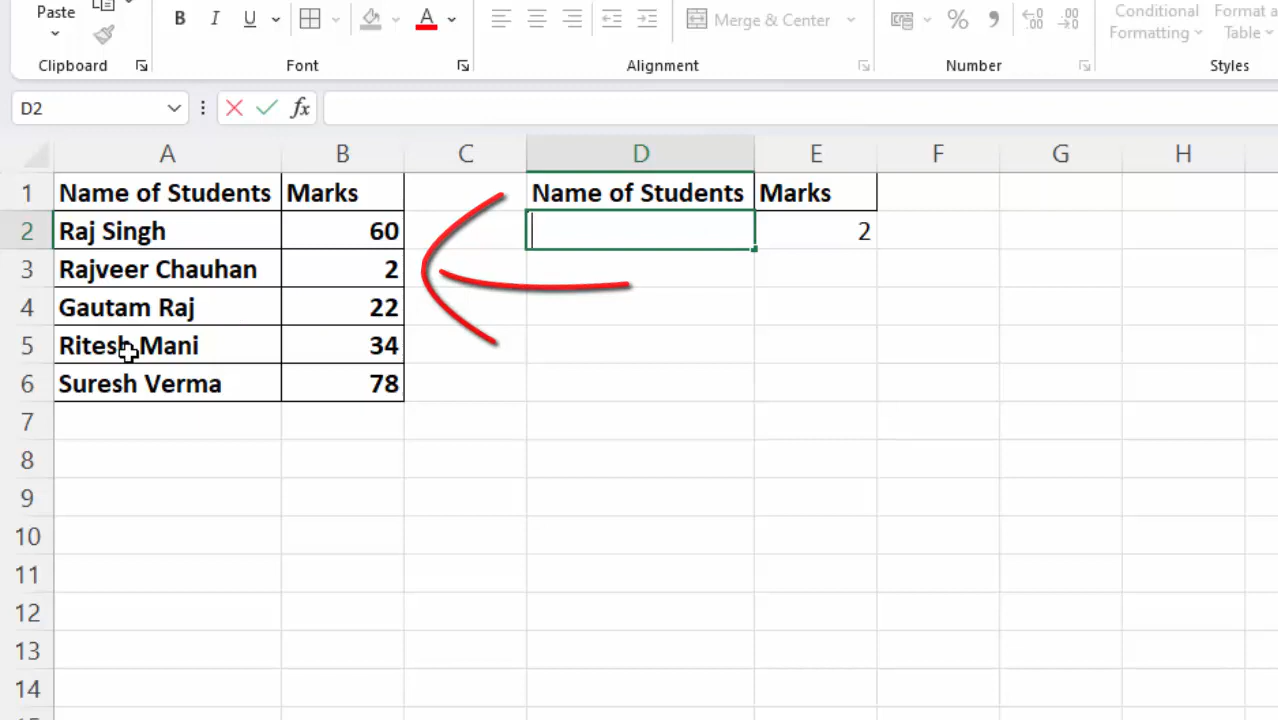 Paste B I U A Merge & Center % Conditional Format a
Formatting Table
Clipboard Font Alignment Number Styles
D2 fx
A B C D E F G H
1 Name of Students Marks Name of Students Marks
2 Raj Singh 60 2
3 Rajveer Chauhan 2
4 Gautam Raj 22
5 Ritesh Mani 34
6 Suresh Verma 78
7
8
9
10
11
12
13
14